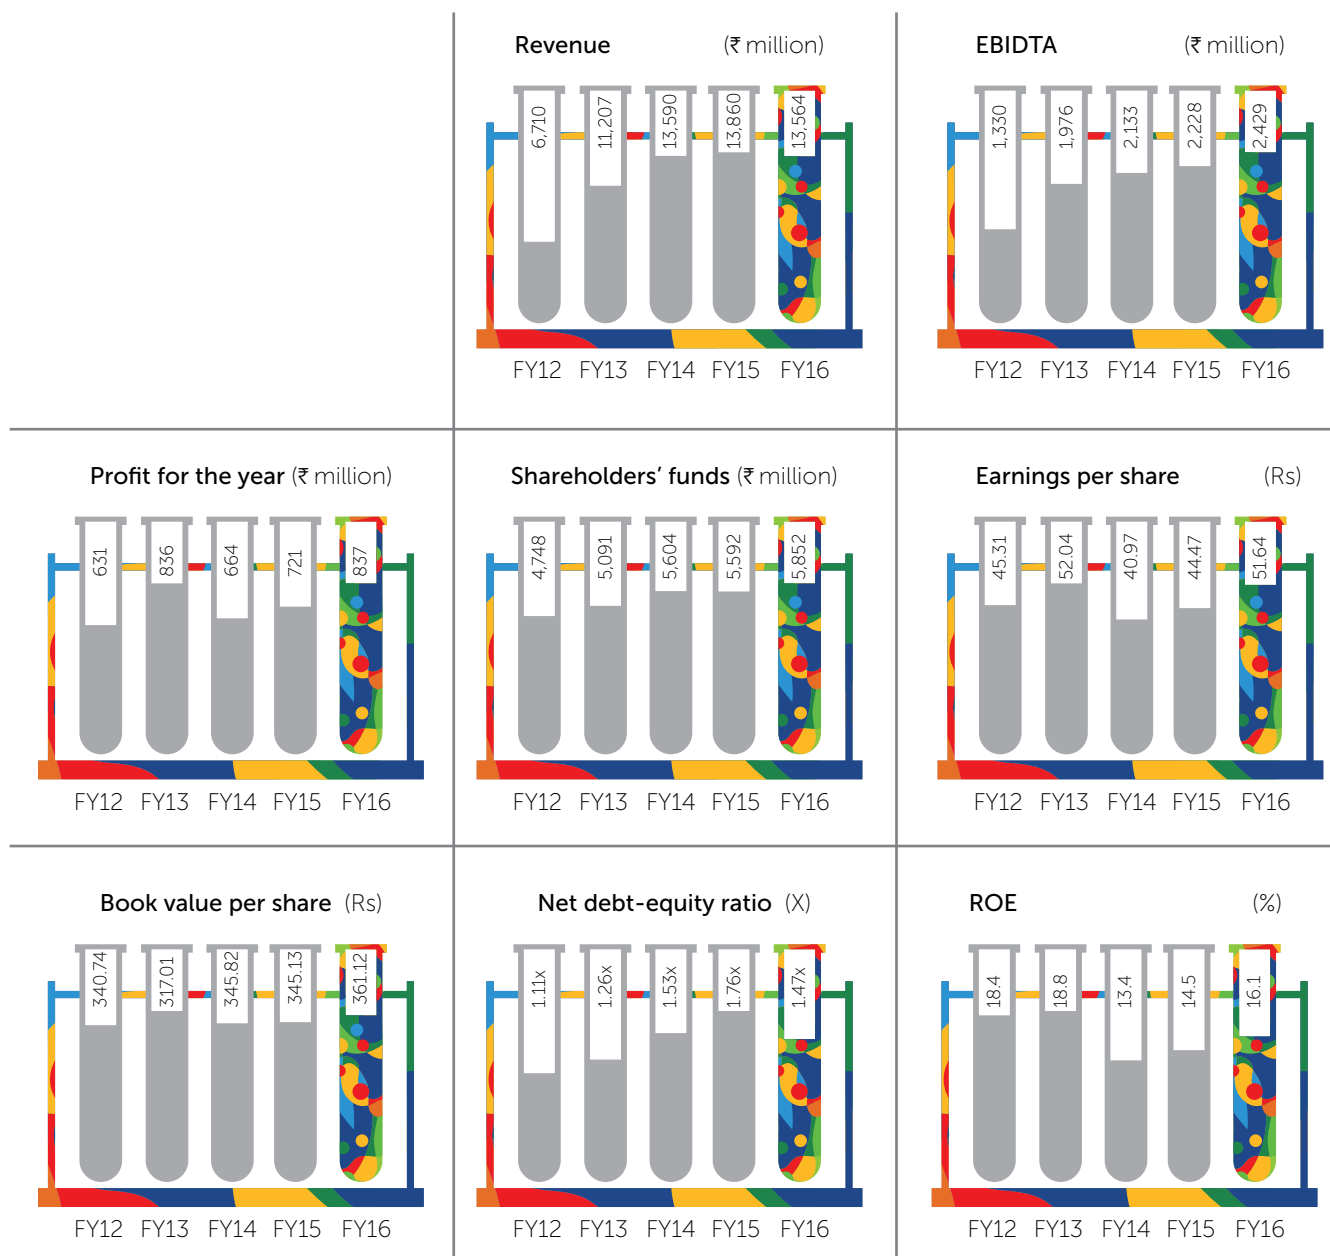 Revenue (₹ million)
6,710 11,207 13,590 13,860 13,564
FY12 FY13 FY14 FY15 FY16
EBIDTA (₹ million)
1,330 1,976 2,133 2,228 2,429
FY12 FY13 FY14 FY15 FY16
Profit for the year (₹ million)
631 836 664 721 837
FY12 FY13 FY14 FY15 FY16
Shareholders’ funds (₹ million)
4,748 5,091 5,604 5,592 5,852
FY12 FY13 FY14 FY15 FY16
Earnings per share (Rs)
45.31 52.04 40.97 44.47 51.64
FY12 FY13 FY14 FY15 FY16
Book value per share (Rs)
340.74 317.01 345.82 345.13 361.12
FY12 FY13 FY14 FY15 FY16
Net debt-equity ratio (X)
1.11x 1.26x 1.53x 1.76x 1.47x
FY12 FY13 FY14 FY15 FY16
ROE (%)
18.4 18.8 13.4 14.5 16.1
FY12 FY13 FY14 FY15 FY16